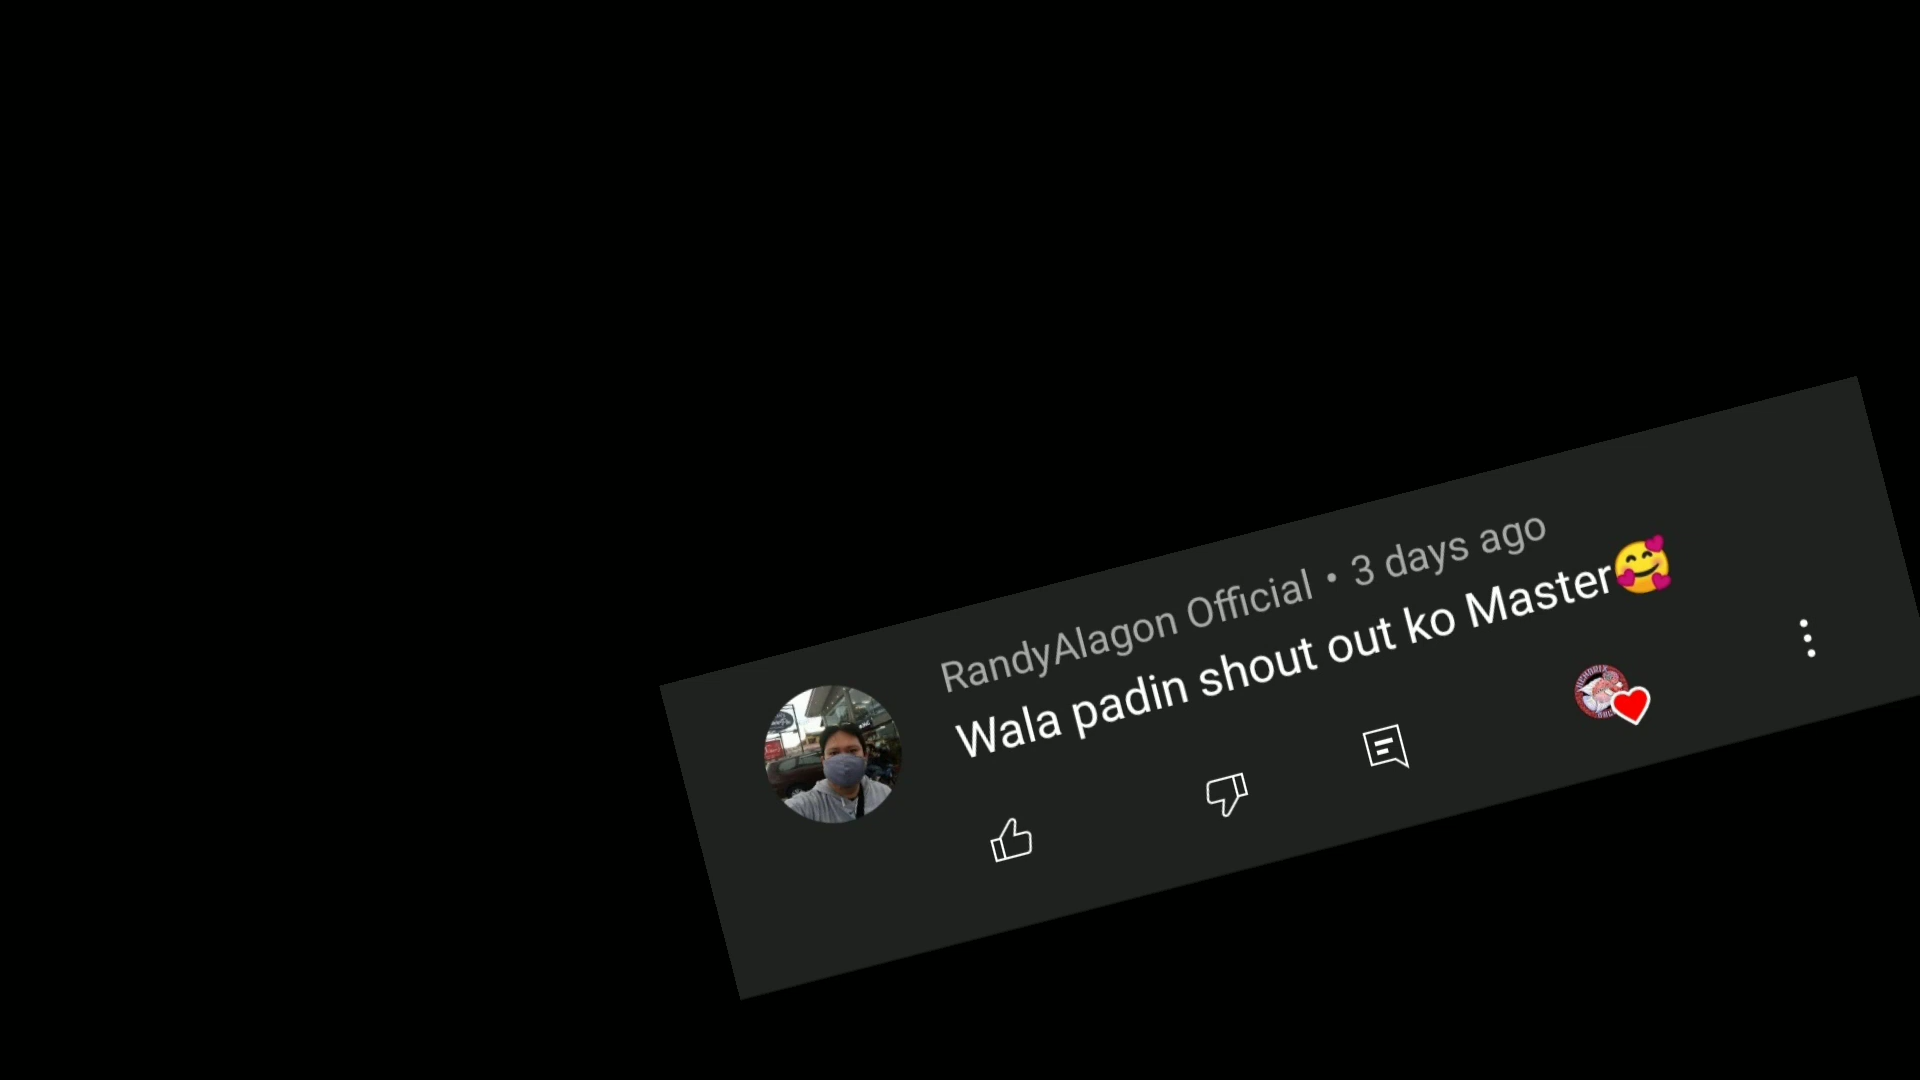 RandyAlagon Official • 3 days ago
Wala padin shout out ko Master🥰